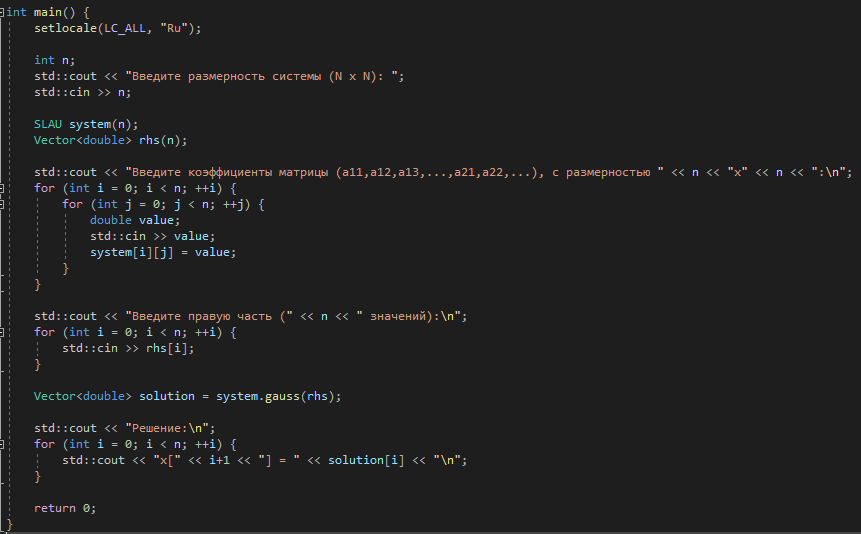 int main() {
setlocale(LC_ALL, "Ru");
int n;
std::cout << "Введите размерность системы (N x N): ";
std::cin >> n;
SLAU system(n);
Vector<double> rhs(n);
std::cout << "Введите коэффициенты матрицы (a11,a12,a13,...,a21,a22,...), с размерностью " << n << "x" << n << ":\n";
for (int i = 0; i < n; ++i) {
for (int j = 0; j < n; ++j) {
double value;
std::cin >> value;
system[i][j] = value;
}
}
std::cout << "Введите правую часть (" << n << " значений):\n";
for (int i = 0; i < n; ++i) {
std::cin >> rhs[i];
}
Vector<double> solution = system.gauss(rhs);
std::cout << "Решение:\n";
for (int i = 0; i < n; ++i) {
std::cout << "x[" << i+1 << "] = " << solution[i] << "\n";
}
return 0;
}